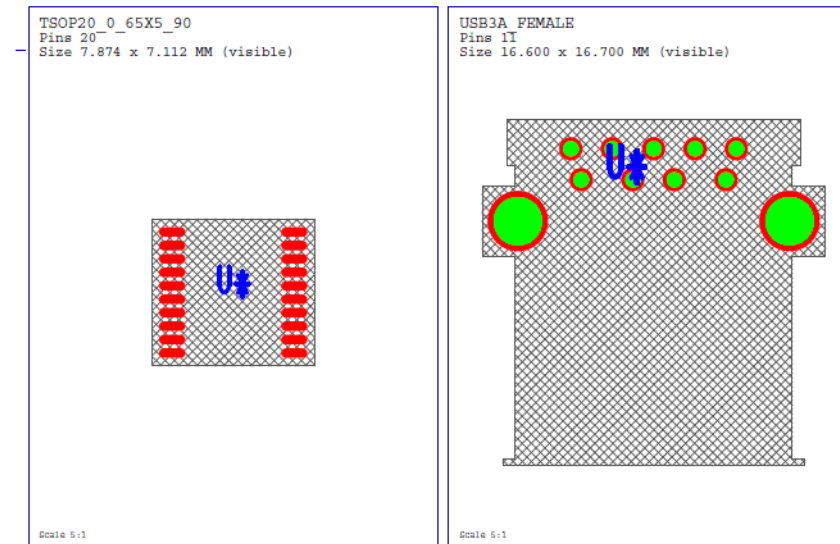 TSOP20_0_65X5_90
Pins 20
Size 7.874 x 7.112 MM (visible)
U*
Scale 5:1
USB3A_FEMALE
Pins 11
Size 16.600 x 16.700 MM (visible)
U*
Scale 5:1